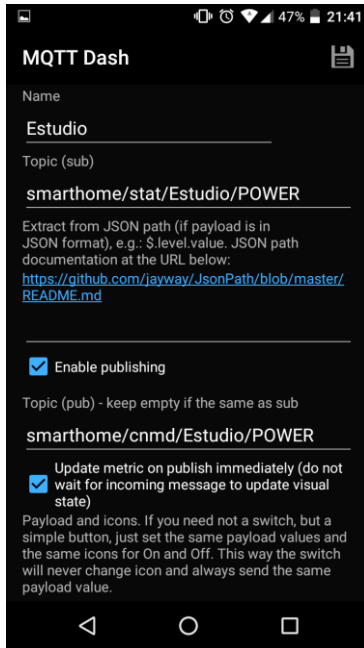 47% 21:41
MQTT Dash
Name
Estudio
Topic (sub)
smarthome/stat/Estudio/POWER
Extract from JSON path (if payload is in
JSON format), e.g.: $.level.value. JSON path
documentation at the URL below:
https://github.com/jayway/JsonPath/blob/master/
README.md
Enable publishing
Topic (pub) - keep empty if the same as sub
smarthome/cnmd/Estudio/POWER
Update metric on publish immediately (do not
wait for incoming message to update visual
state)
Payload and icons. If you need not a switch, but a
simple button, just set the same payload values and
the same icons for On and Off. This way the switch
will never change icon and always send the same
payload value.